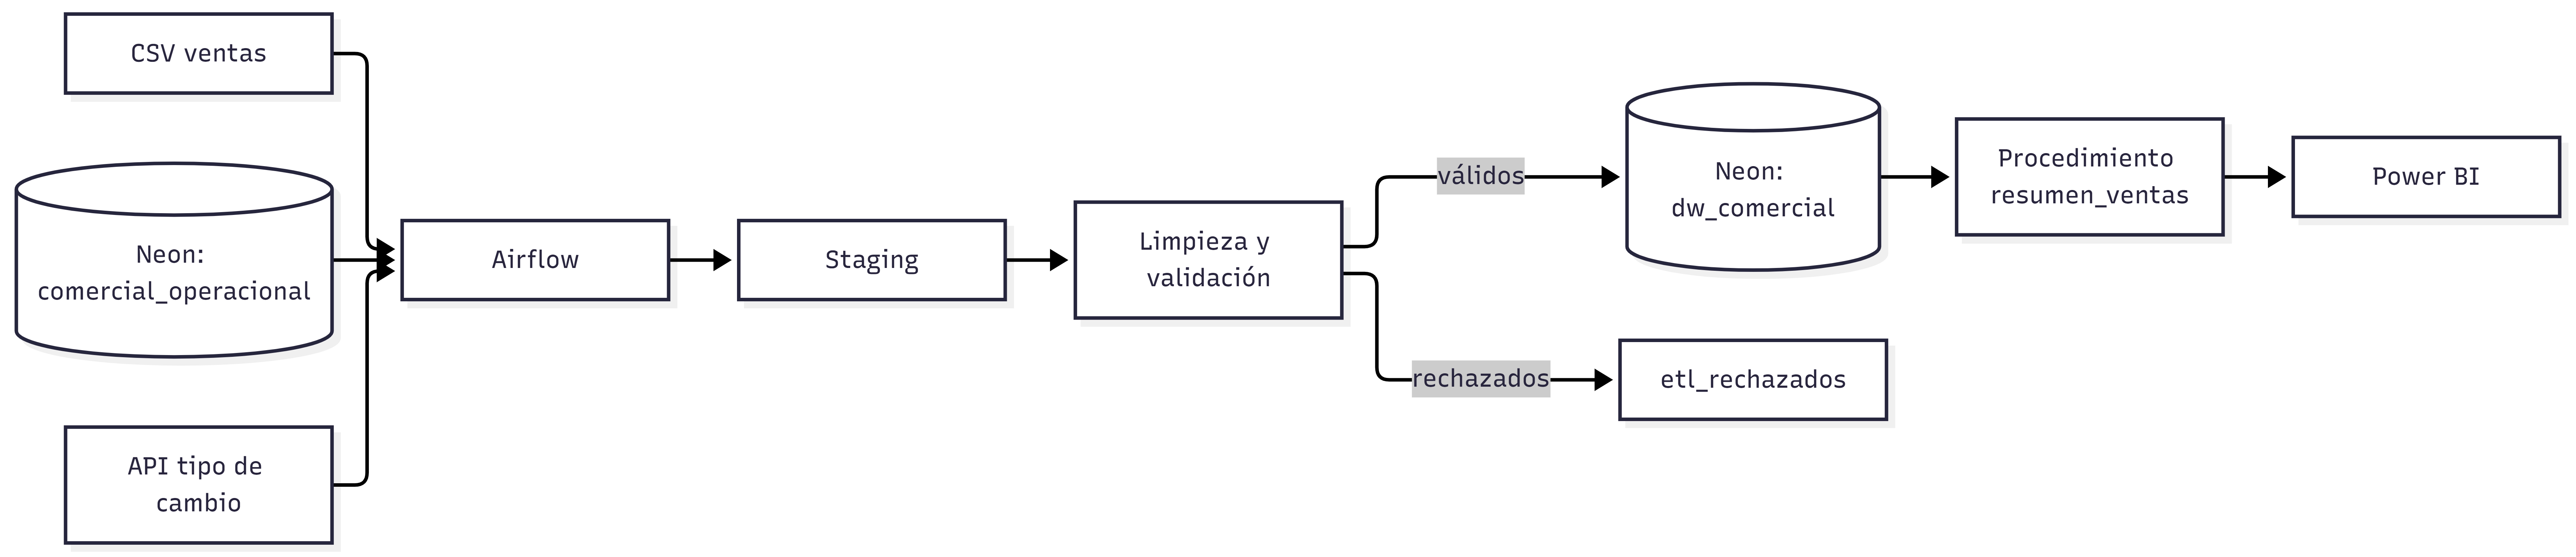 CSV ventas
Neon:
comercial_operacional
API tipo de
cambio
Airflow
Staging
Limpieza y
validación
válidos
rechazados
Neon:
dw_comercial
etl_rechazados
Procedimiento
resumen_ventas
Power BI